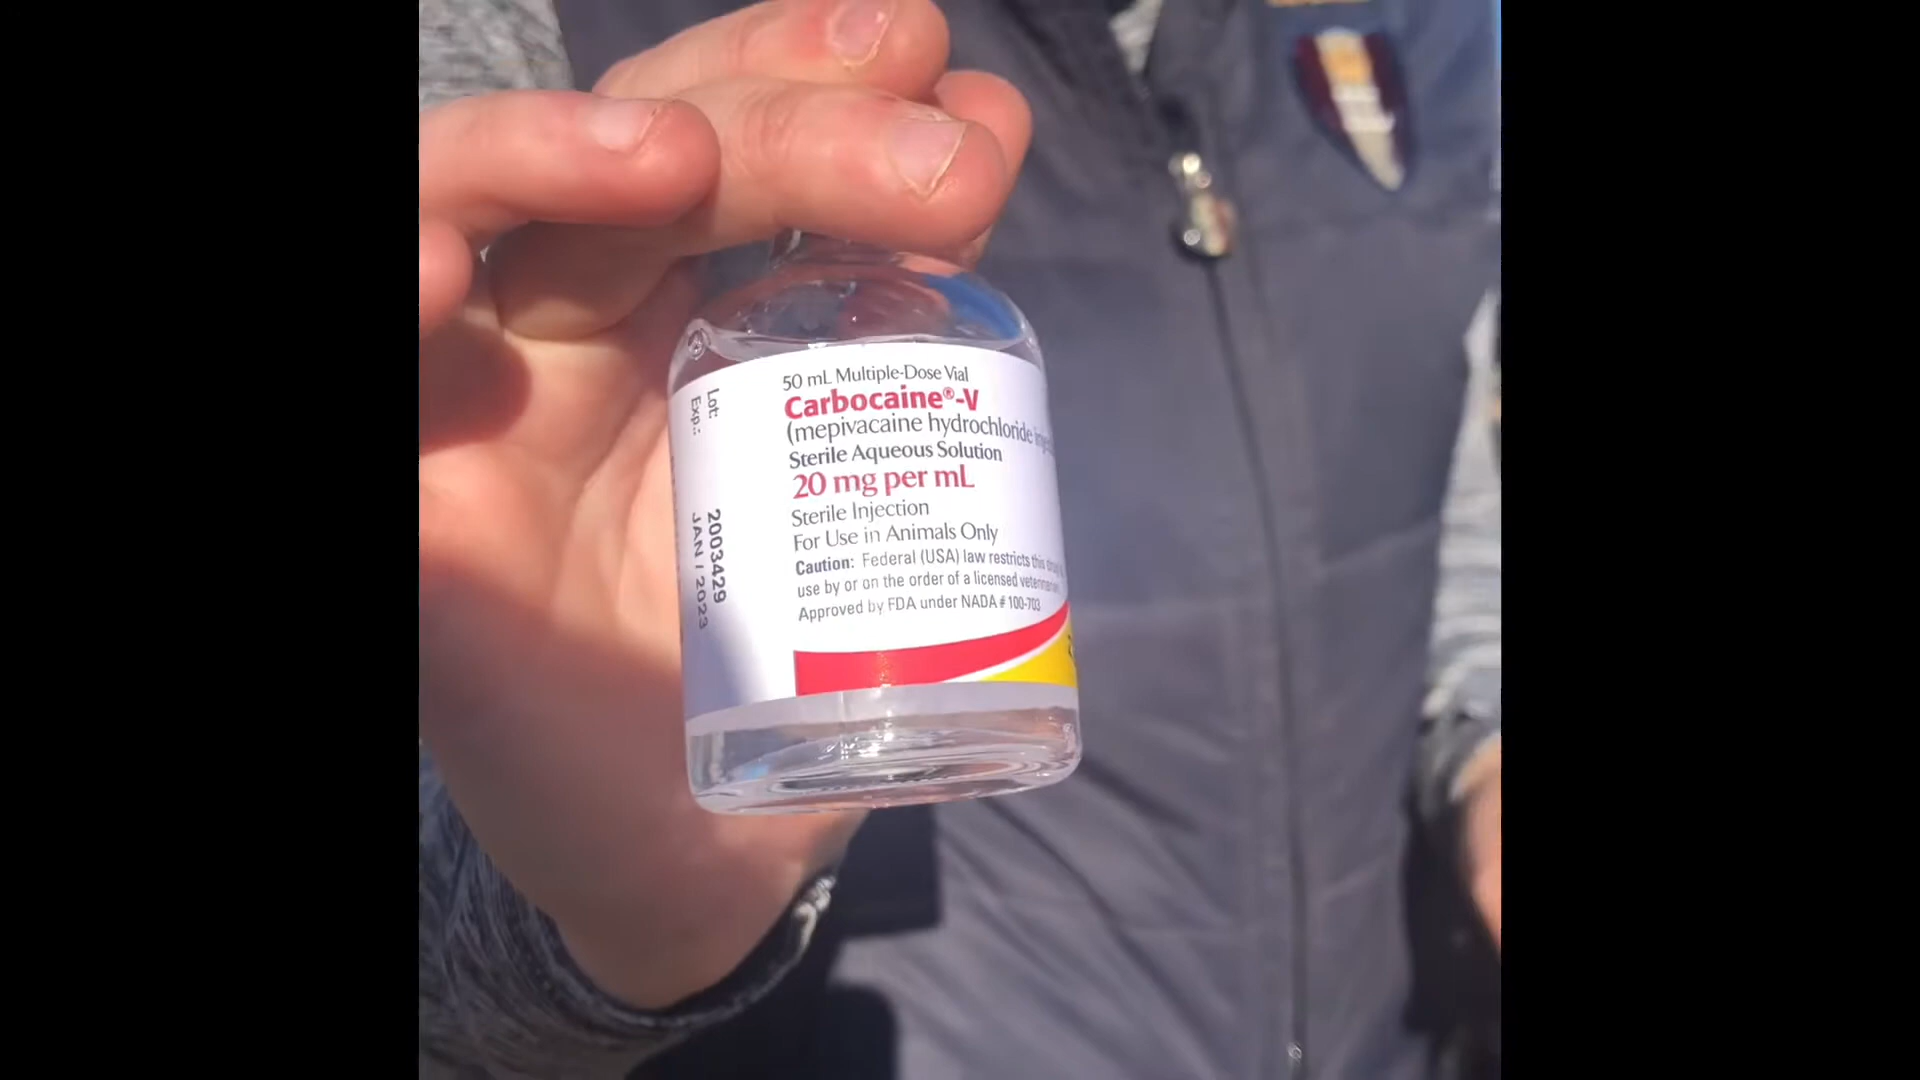 50 mL Multiple-Dose Vial
Carbocaine®-V
(mepivacaine hydrochloride
Sterile Aqueous Solution
20 mg per mL
Sterile Injection
For Use in Animals Only
Caution: Federal (USA) law restricts this
use by or on the order of a licensed
Approved by FDA under NADA # 100-703
Lot: 2003429
Exp.: JAN / 2023